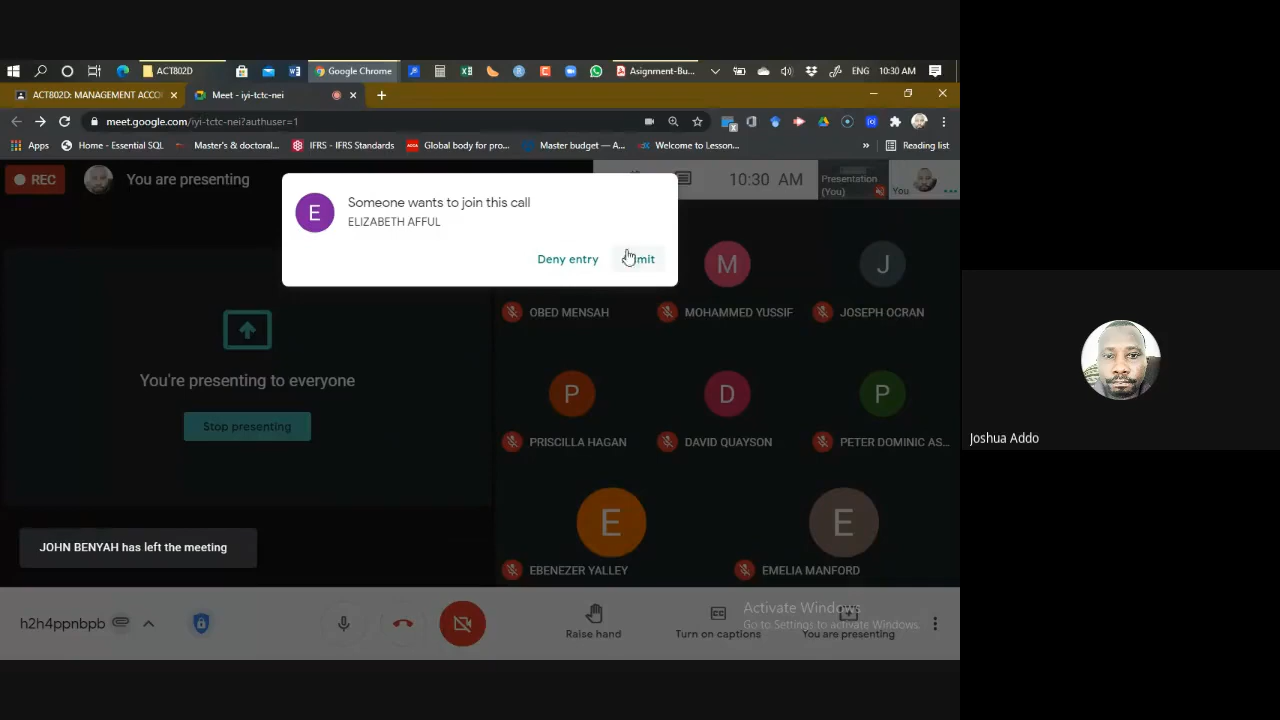 ACT802D
Google Chrome
Asignment-Bu...
ENG
10:30 AM
ACT802D: MANAGEMENT ACCO
Meet - iyi-tctc-nei
meet.google.com/iyi-tctc-nei?authuser=1
Apps
Home - Essential SQL
Master's & doctoral...
IFRS - IFRS Standards
Global body for pro...
Master budget — A...
Welcome to Lesson...
Reading list
REC
You are presenting
10:30 AM
Presentation
(You)
You
E
Someone wants to join this call
ELIZABETH AFFUL
Deny entry
M
J
OBED MENSAH
MOHAMMED YUSSIF
JOSEPH OCRAN
You're presenting to everyone
Stop presenting
P
D
P
PRISCILLA HAGAN
DAVID QUAYSON
PETER DOMINIC AS...
E
E
EBENEZER YALLEY
EMELIA MANFORD
JOHN BENYAH has left the meeting
h2h4ppnbpb
Raise hand
Turn on captions
You are presenting
Activate Windows
Go to Settings to activate Windows.
Joshua Addo